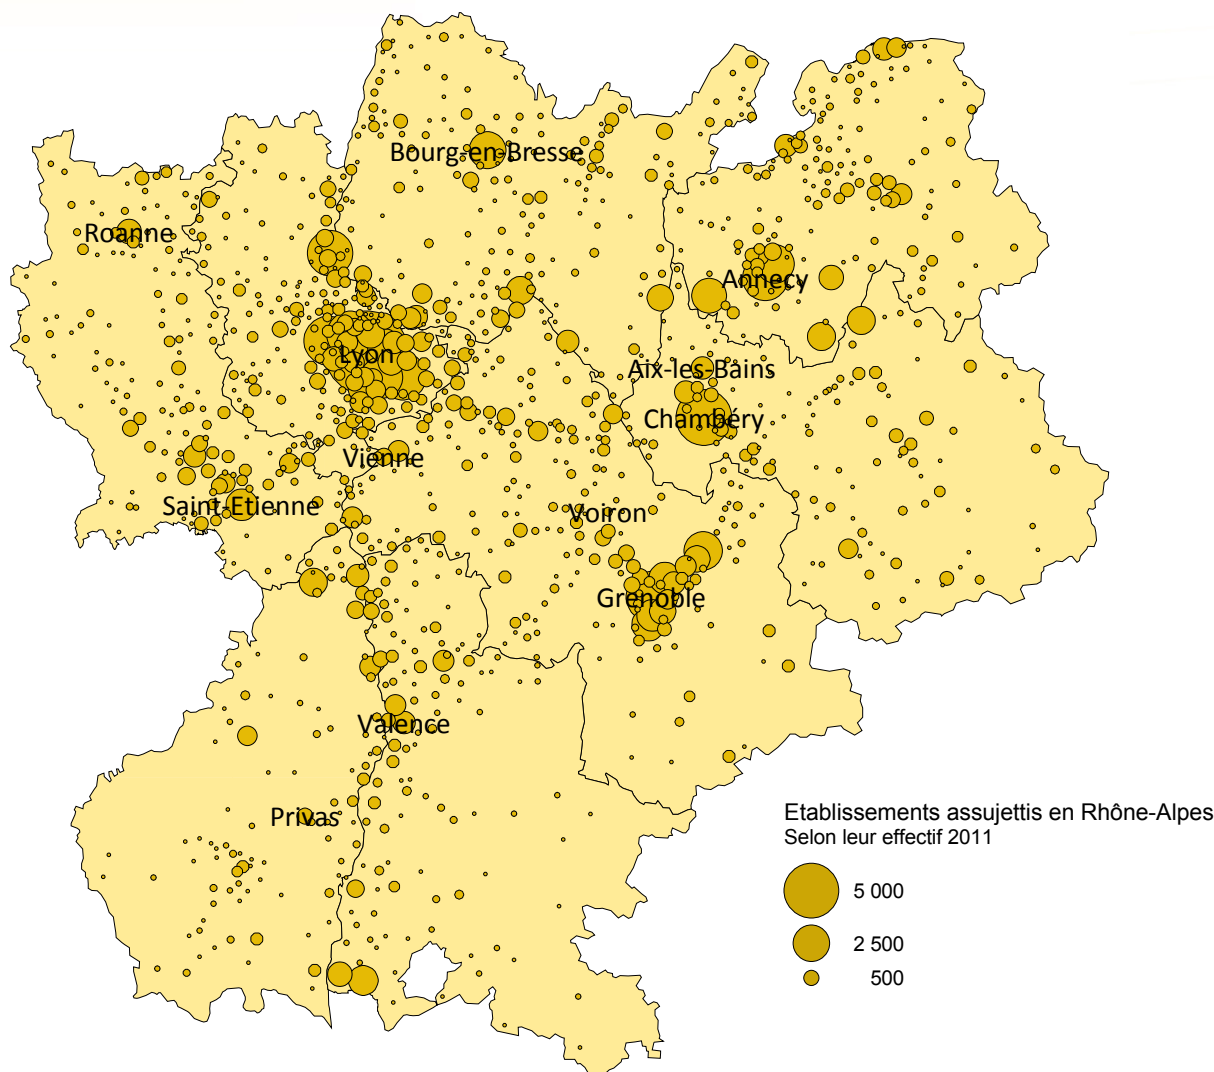 Bourg-en-Bresse
Roanne
Annecy
Lyon
Aix-les-Bains
Chambéry
Vienne
Saint-Etienne
Voiron
Grenoble
Valence
Privas
Etablissements assujettis en Rhône-Alpes
Selon leur effectif 2011
5 000
2 500
500